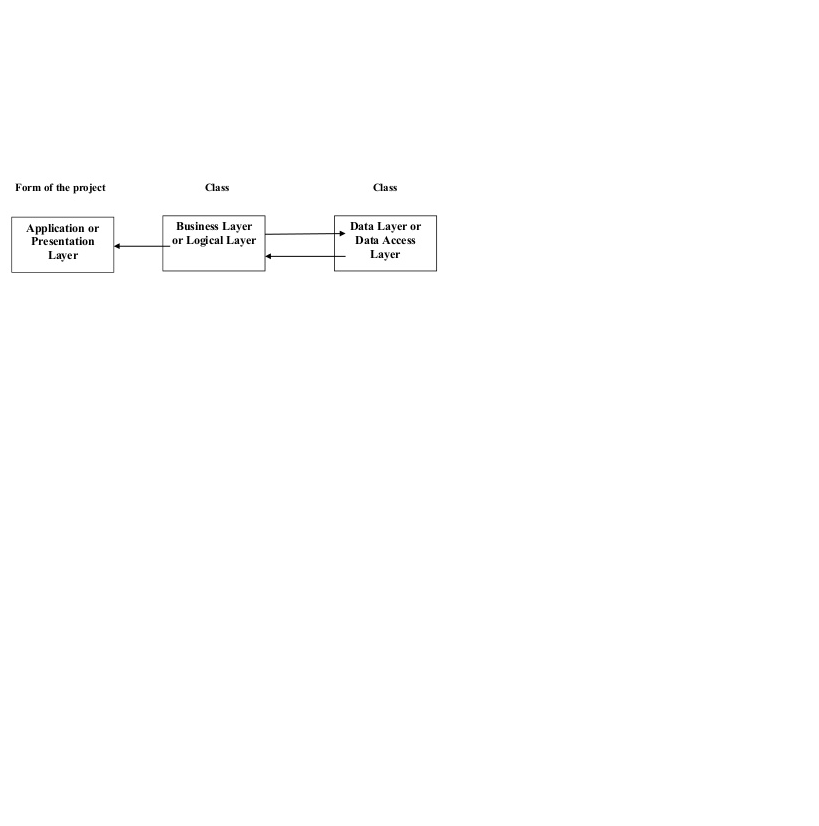 Form of the project
Class
Class
Application or
Presentation
Layer
Business Layer
or Logical Layer
Data Layer or
Data Access
Layer